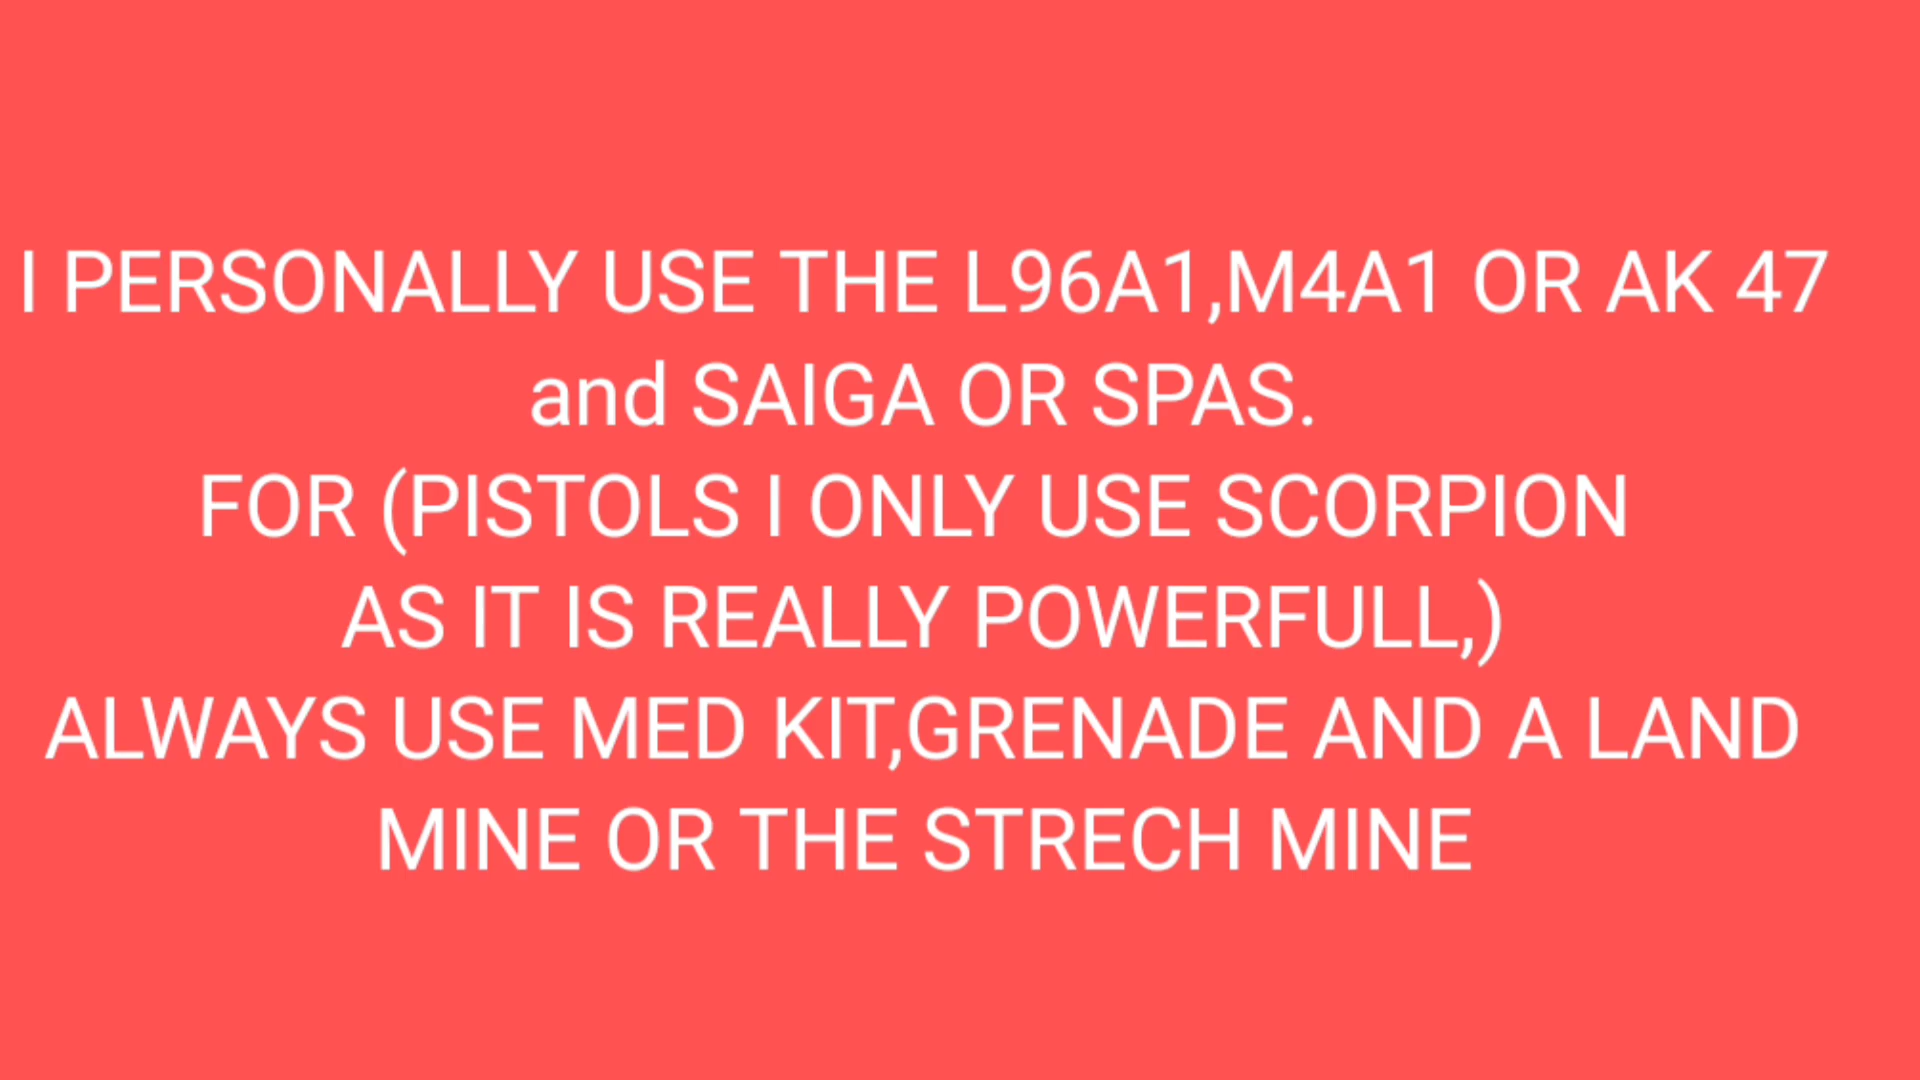 I PERSONALLY USE THE L96A1,M4A1 OR AK 47
and SAIGA OR SPAS.
FOR (PISTOLS I ONLY USE SCORPION
AS IT IS REALLY POWERFULL,)
ALWAYS USE MED KIT,GRENADE AND A LAND
MINE OR THE STRECH MINE